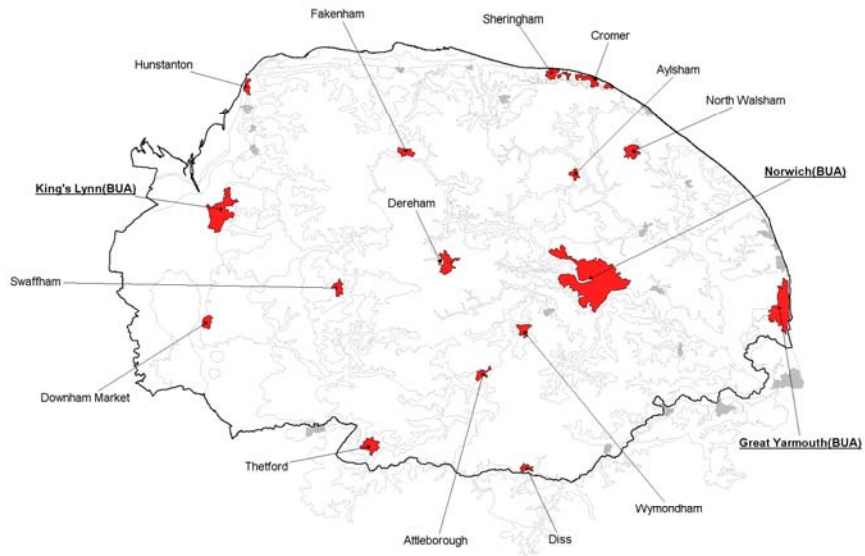 Fakenham
Sheringham
Cromer
Hunstanton
Aylsham
North Walsham
King's Lynn(BUA)
Norwich(BUA)
Dereham
Swaffham
Downham Market
Great Yarmouth(BUA)
Thetford
Wymondham
Attleborough
Diss